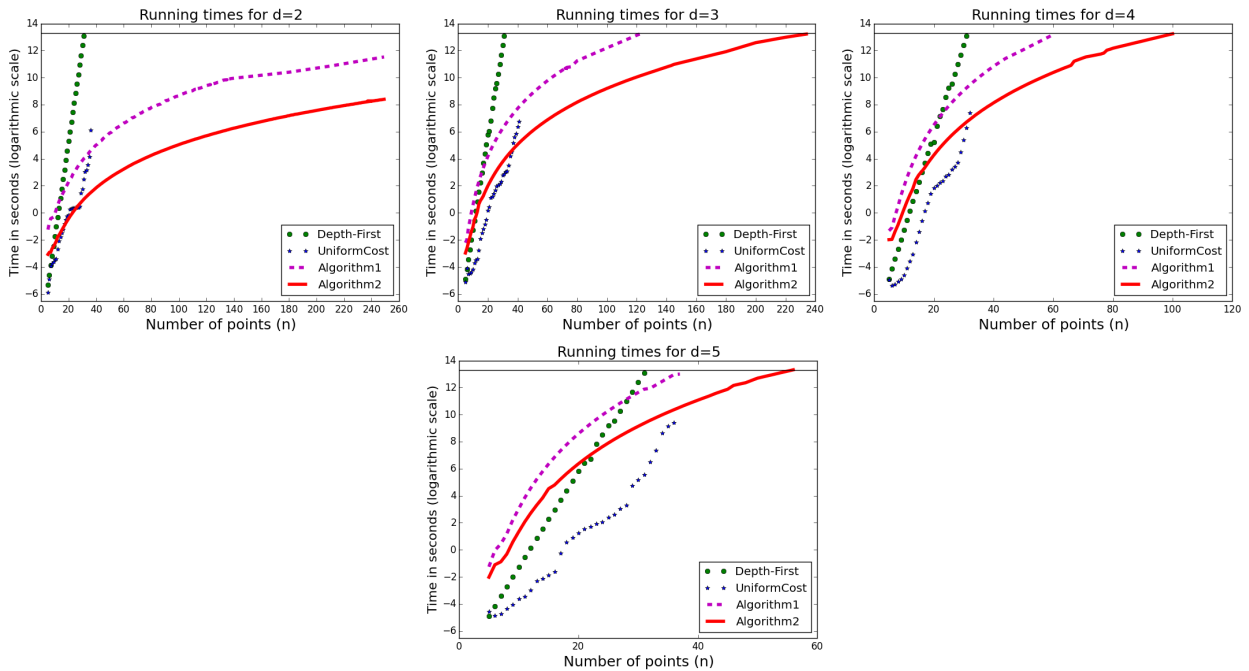 Running times for d=2
Time in seconds (logarithmic scale)
14
12
10
8
6
4
2
0
−2
−4
−6
0 20 40 60 80 100 120 140 160 180 200 220 240 260
Number of points (n)
Depth-First
UniformCost
Algorithm1
Algorithm2
Running times for d=3
Time in seconds (logarithmic scale)
14
12
10
8
6
4
2
0
−2
−4
−6
0 20 40 60 80 100 120 140 160 180 200 220 240
Number of points (n)
Depth-First
UniformCost
Algorithm1
Algorithm2
Running times for d=4
Time in seconds (logarithmic scale)
14
12
10
8
6
4
2
0
−2
−4
−6
0 20 40 60 80 100 120
Number of points (n)
Depth-First
UniformCost
Algorithm1
Algorithm2
Running times for d=5
Time in seconds (logarithmic scale)
14
12
10
8
6
4
2
0
−2
−4
−6
0 20 40 60
Number of points (n)
Depth-First
UniformCost
Algorithm1
Algorithm2